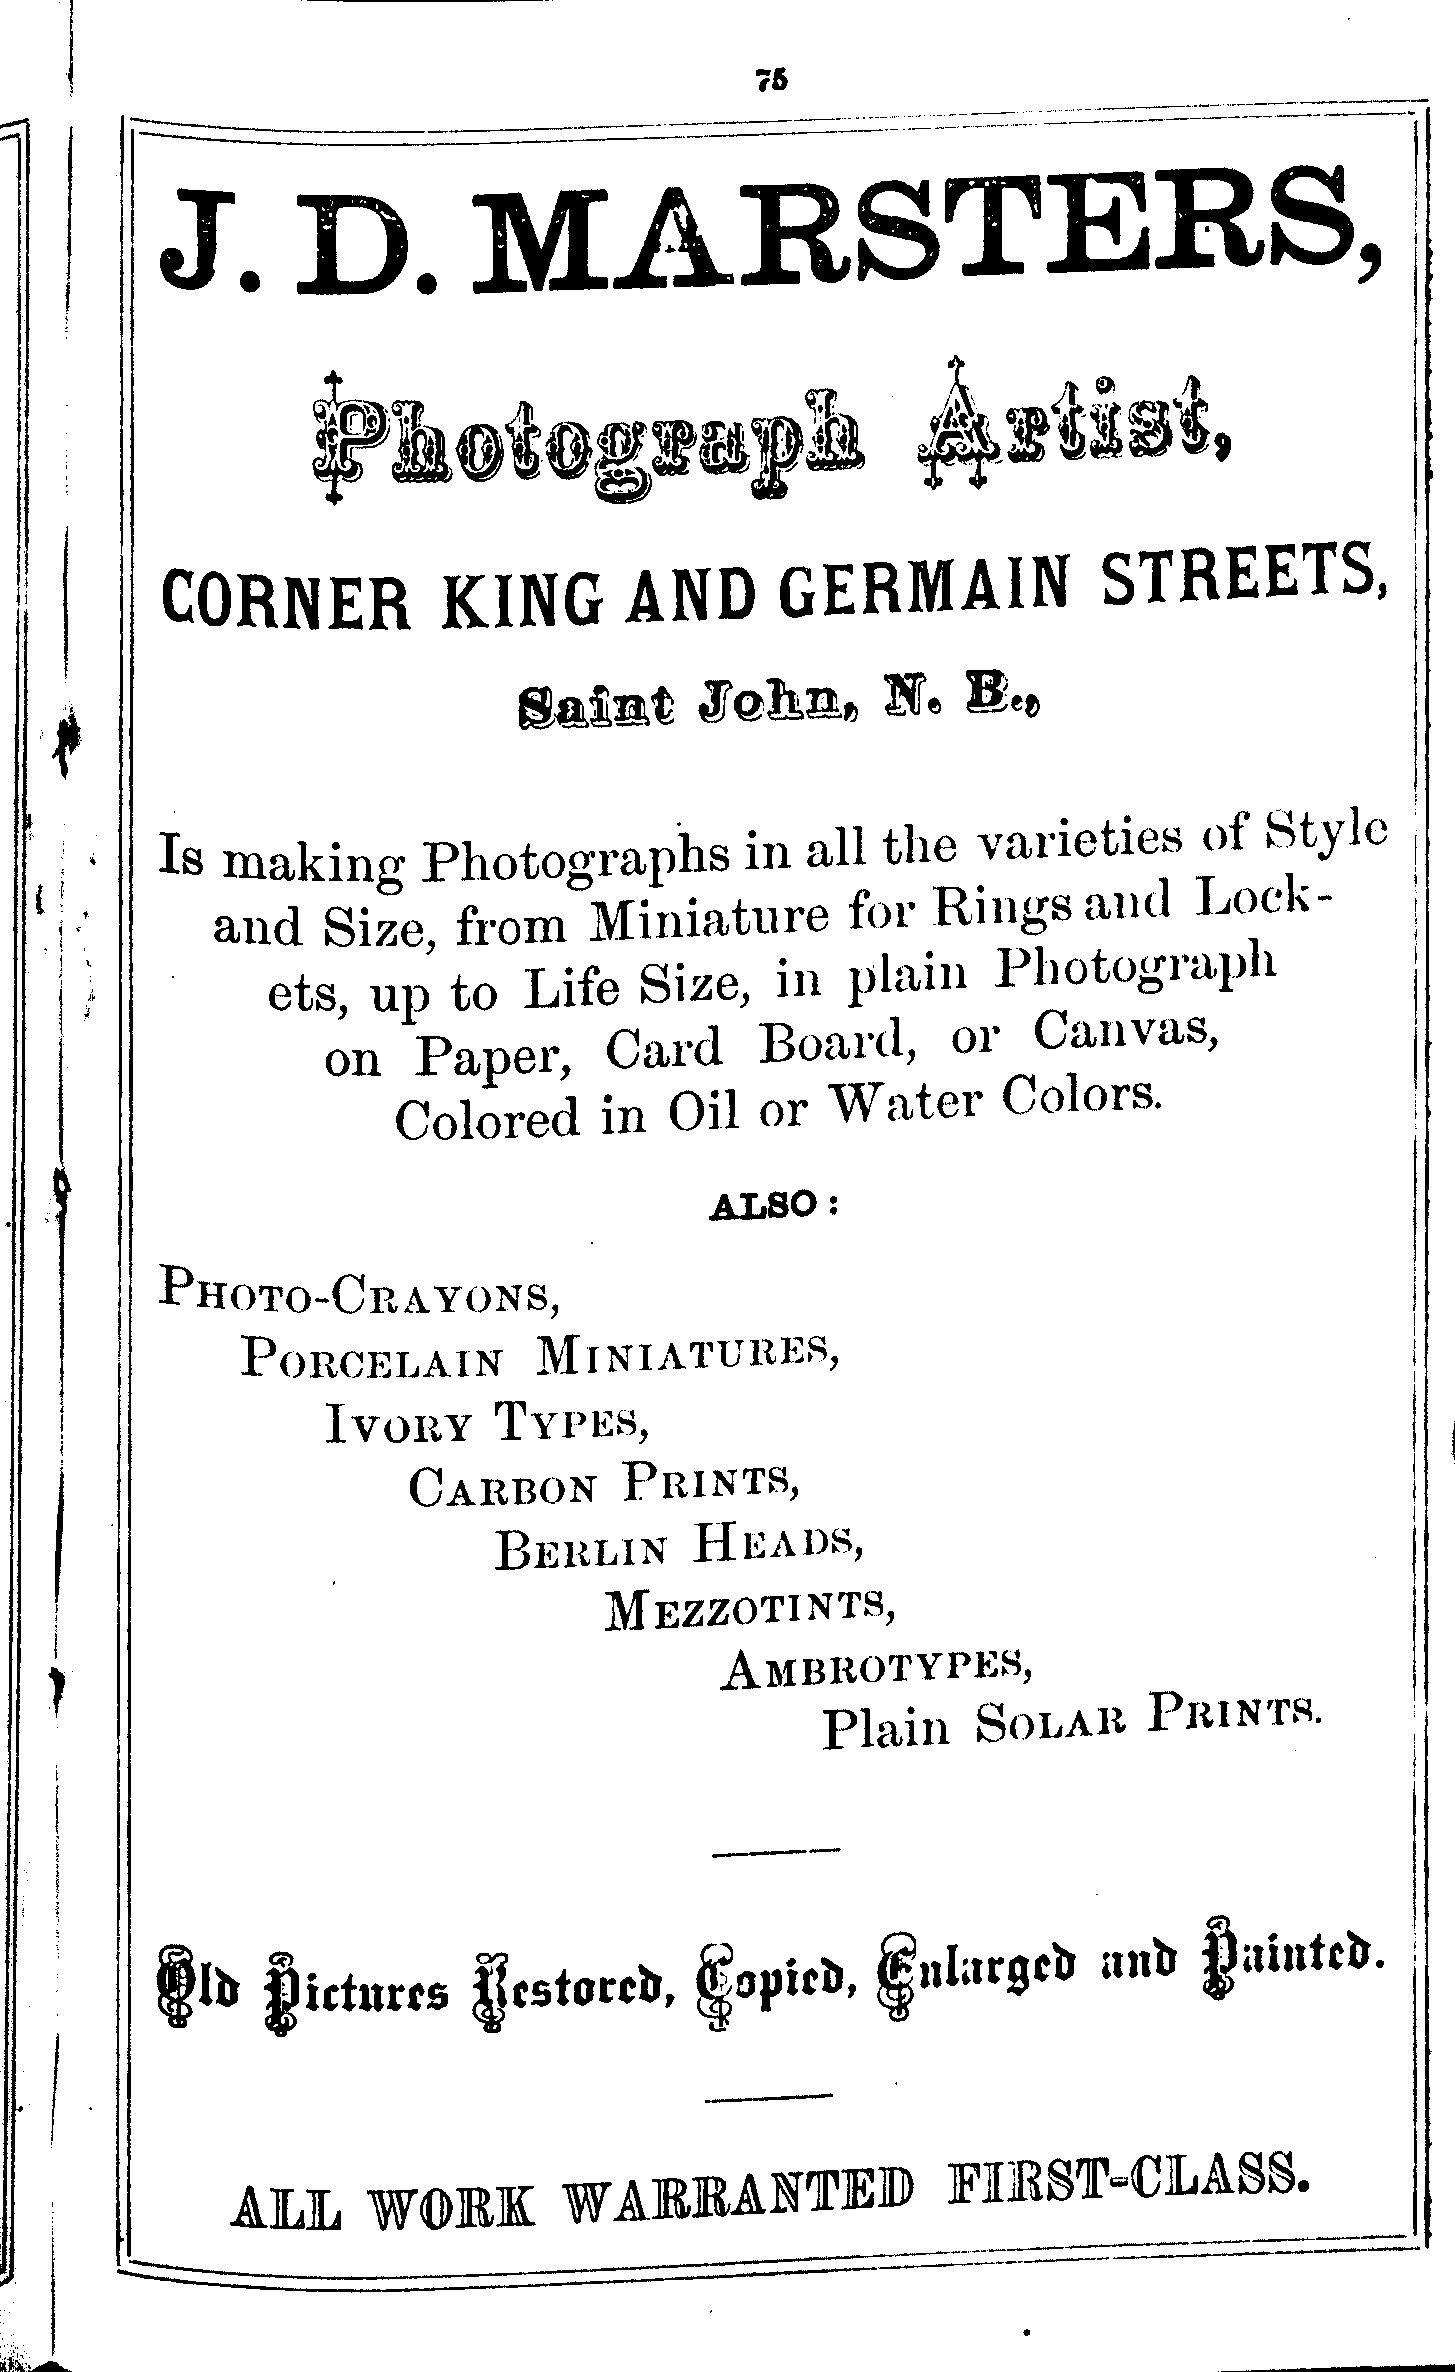 75
J. D. MARSTERS,
Photograph Artist,
CORNER KING AND GERMAIN STREETS,
Saint John, N. B.,
Is making Photographs in all the varieties of Style
and Size, from Miniature for Rings and Lock-
ets, up to Life Size, in plain Photograph
on Paper, Card Board, or Canvas,
Colored in Oil or Water Colors.
ALSO:
PHOTO-CRAYONS,
PORCELAIN MINIATURES,
IVORY TYPES,
CARBON PRINTS,
BERLIN HEADS,
MEZZOTINTS,
AMBROTYPES,
Plain SOLAR PRINTS.
Old Pictures Restored, Copied, Enlarged and Painted.
ALL WORK WARRANTED FIRST-CLASS.